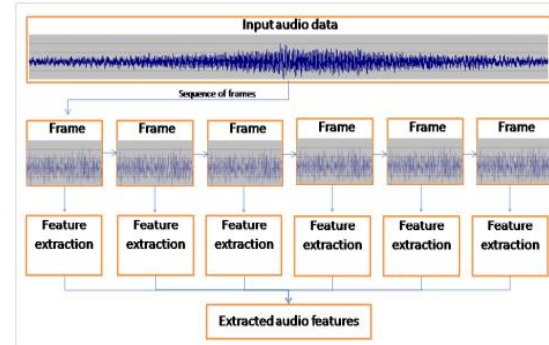 Input audio data
Sequence of frames
Frame Frame Frame Frame Frame Frame
Feature extraction
Feature extraction
Feature extraction
Feature extraction
Feature extraction
Feature extraction
Extracted audio features